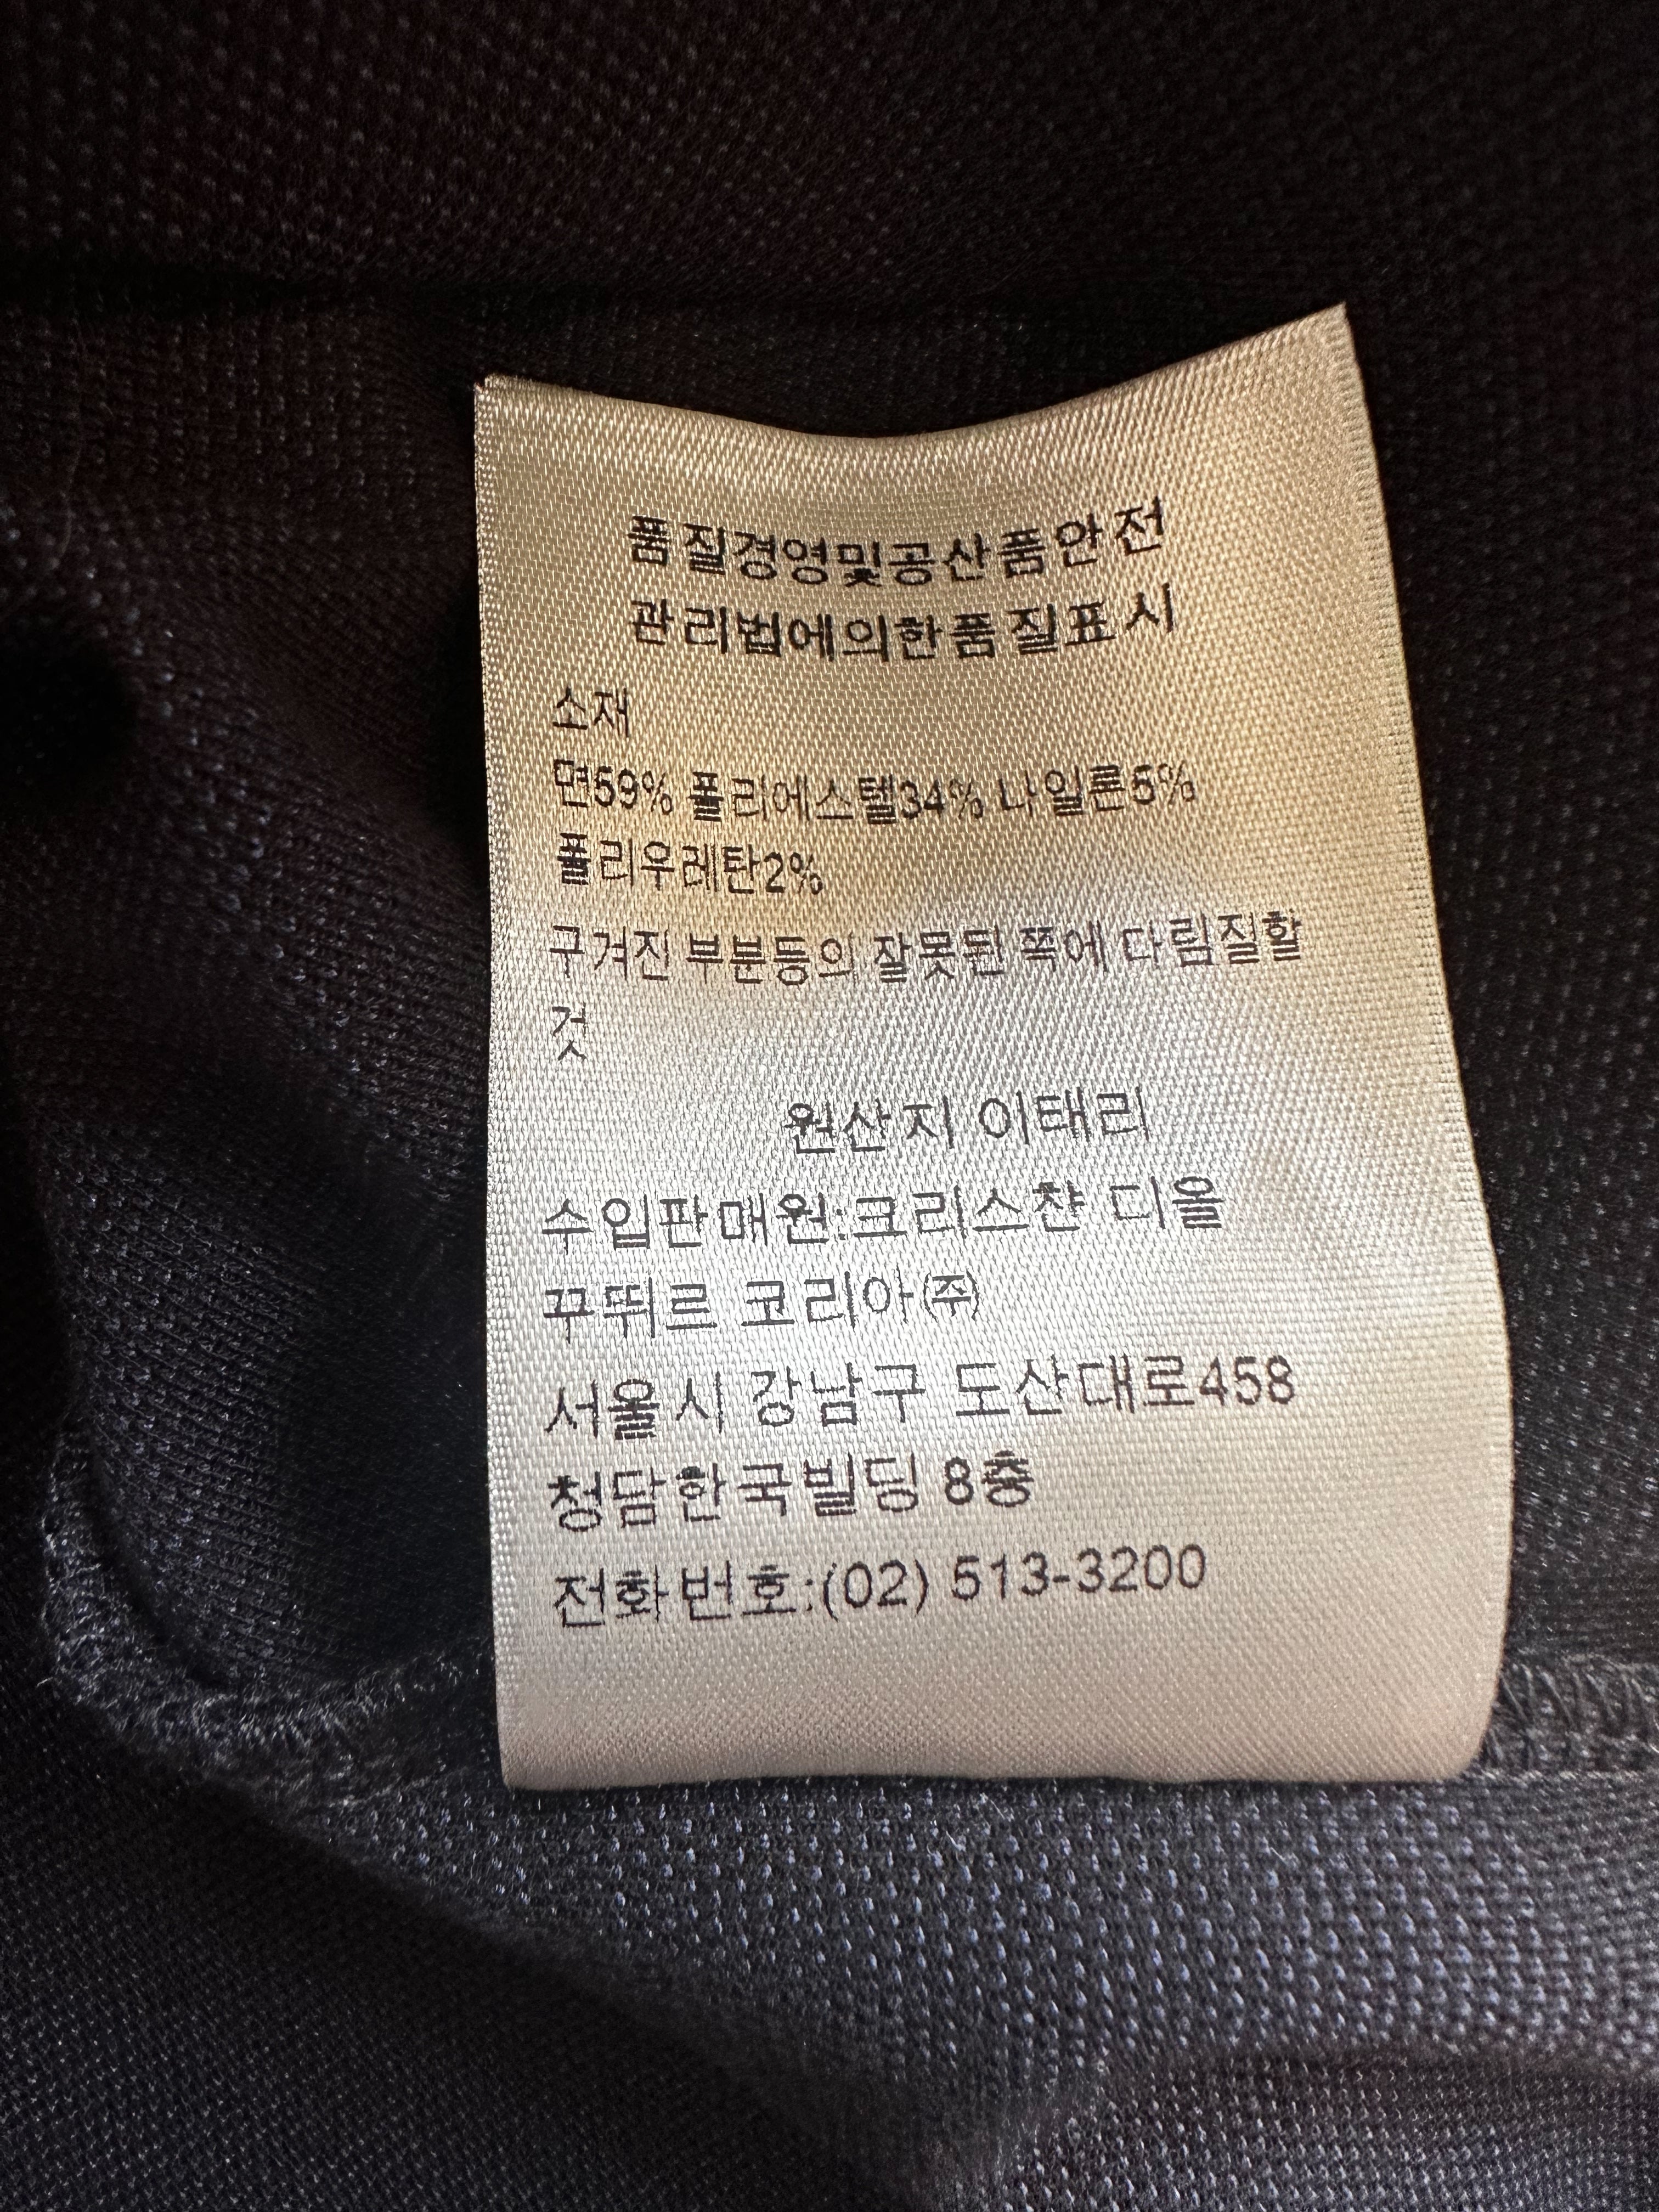 품질경영및공산품안전
관리법에의한품질표시
소재
면59% 폴리에스텔34% 나일론5%
폴리우레탄2%
구겨진 부분등의 잘못된 쪽에 다림질할
것
원산지 이태리
수입판매원:크리스챤 디올
꾸뛰르 코리아㈜
서울시 강남구 도산대로458
청담한국빌딩 8층
전화번호:(02) 513-3200